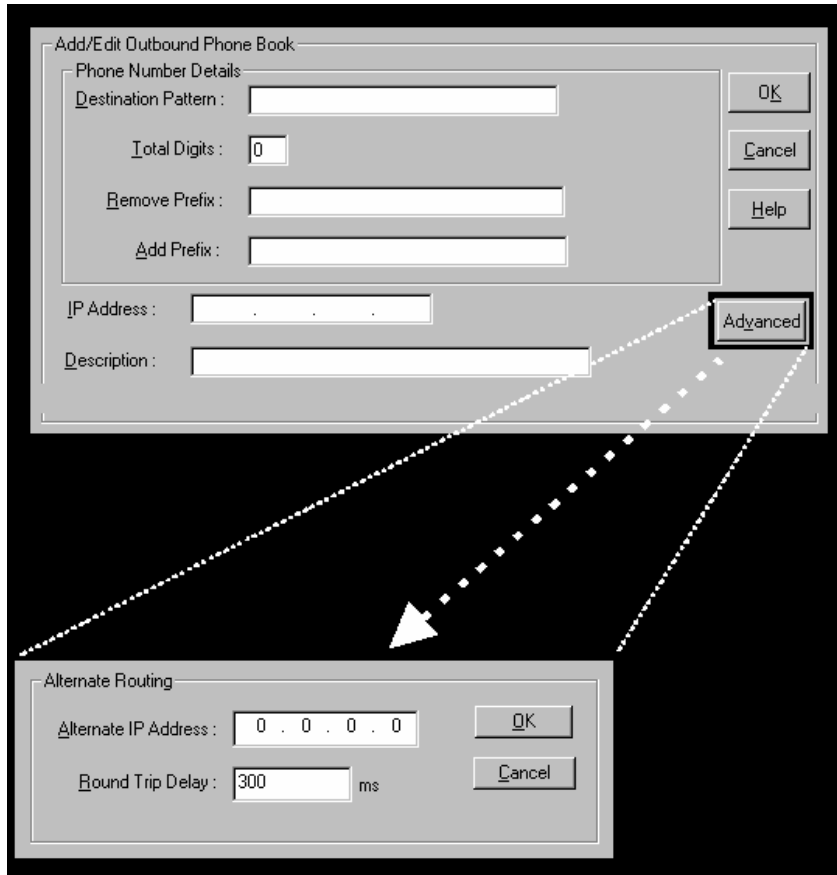 Add/Edit Outbound Phone Book
Phone Number Details
Destination Pattern :
OK
Total Digits : 0
Cancel
Remove Prefix :
Help
Add Prefix :
IP Address : . . .
Advanced
Description :
Alternate Routing
Alternate IP Address : 0 . 0 . 0 . 0
OK
Round Trip Delay : 300 ms
Cancel